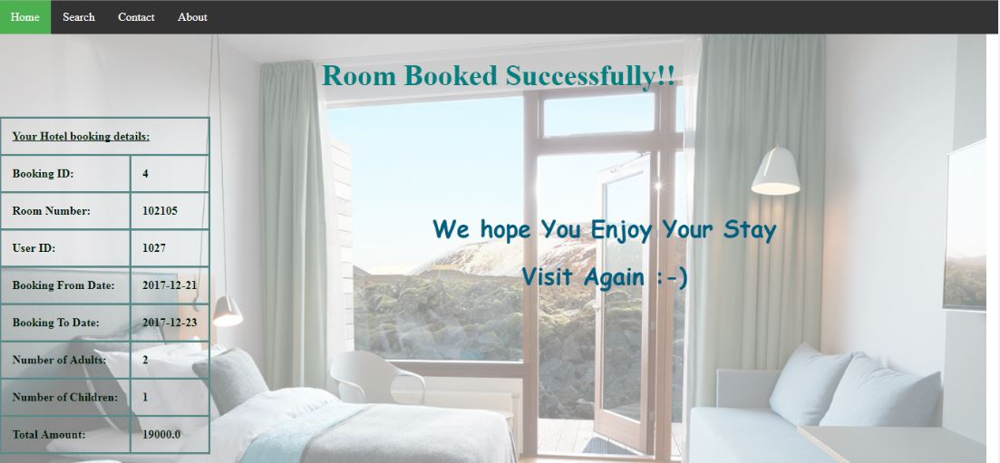 Home Search Contact About
Room Booked Successfully!!
Your Hotel booking details:
Booking ID: 4
Room Number: 102105
User ID: 1027
Booking From Date: 2017-12-21
Booking To Date: 2017-12-23
Number of Adults: 2
Number of Children: 1
Total Amount: 19000.0
We hope You Enjoy Your Stay
Visit Again :-)